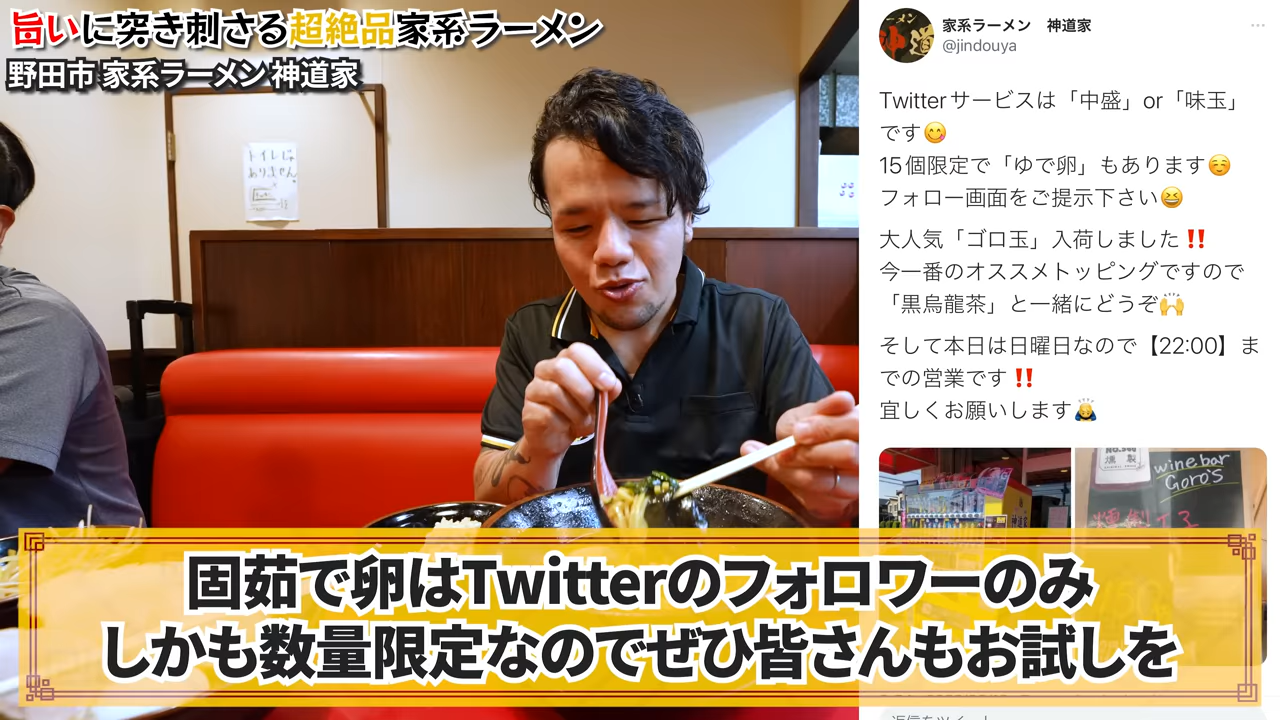 旨いに突き刺さる超絶品家系ラーメン
野田市 家系ラーメン 神道家
トイレじゃ
ありません
家系ラーメン　神道家
@jindouya
Twitterサービスは「中盛」or「味玉」
です😋
15個限定で「ゆで卵」もあります☺️
フォロー画面をご提示下さい😆
大人気「ゴロ玉」入荷しました‼️
今一番のオススメトッピングですので
「黒烏龍茶」と一緒にどうぞ🙌
そして本日は日曜日なので【22:00】ま
での営業です‼️
宜しくお願いします🙇
燻製
winebar
Goro's
固茹で卵はTwitterのフォロワーのみ
しかも数量限定なのでぜひ皆さんもお試しを